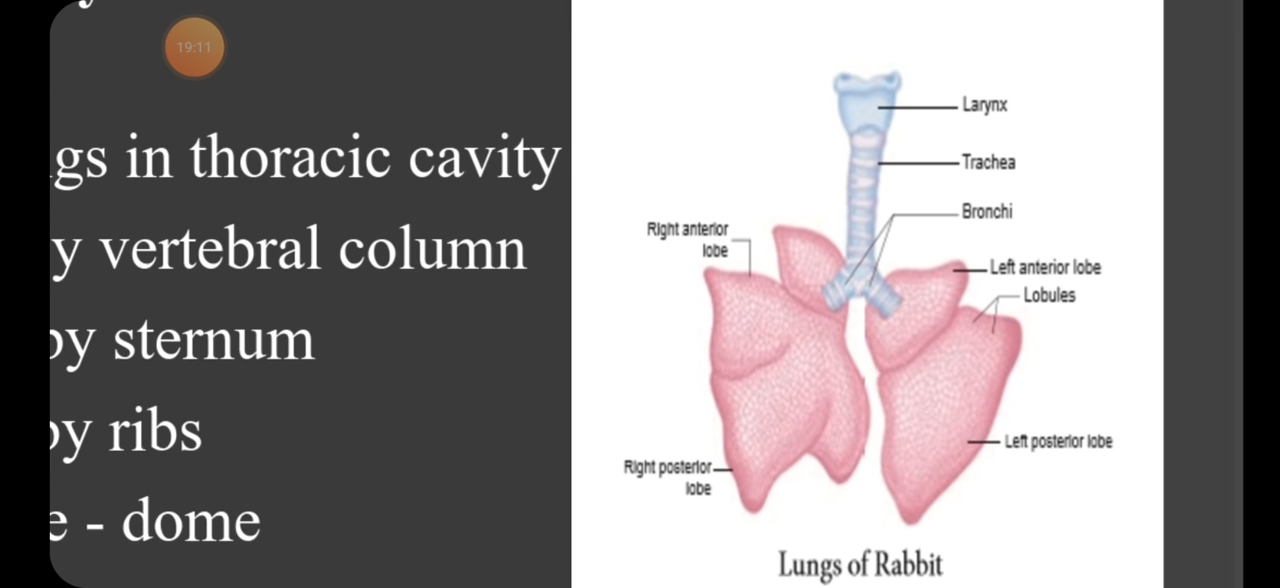 19:11
gs in thoracic cavity
y vertebral column
by sternum
by ribs
e - dome
Larynx
Trachea
Bronchi
Right anterior
lobe
Left anterior lobe
Lobules
Left posterior lobe
Right posterior
lobe
Lungs of Rabbit